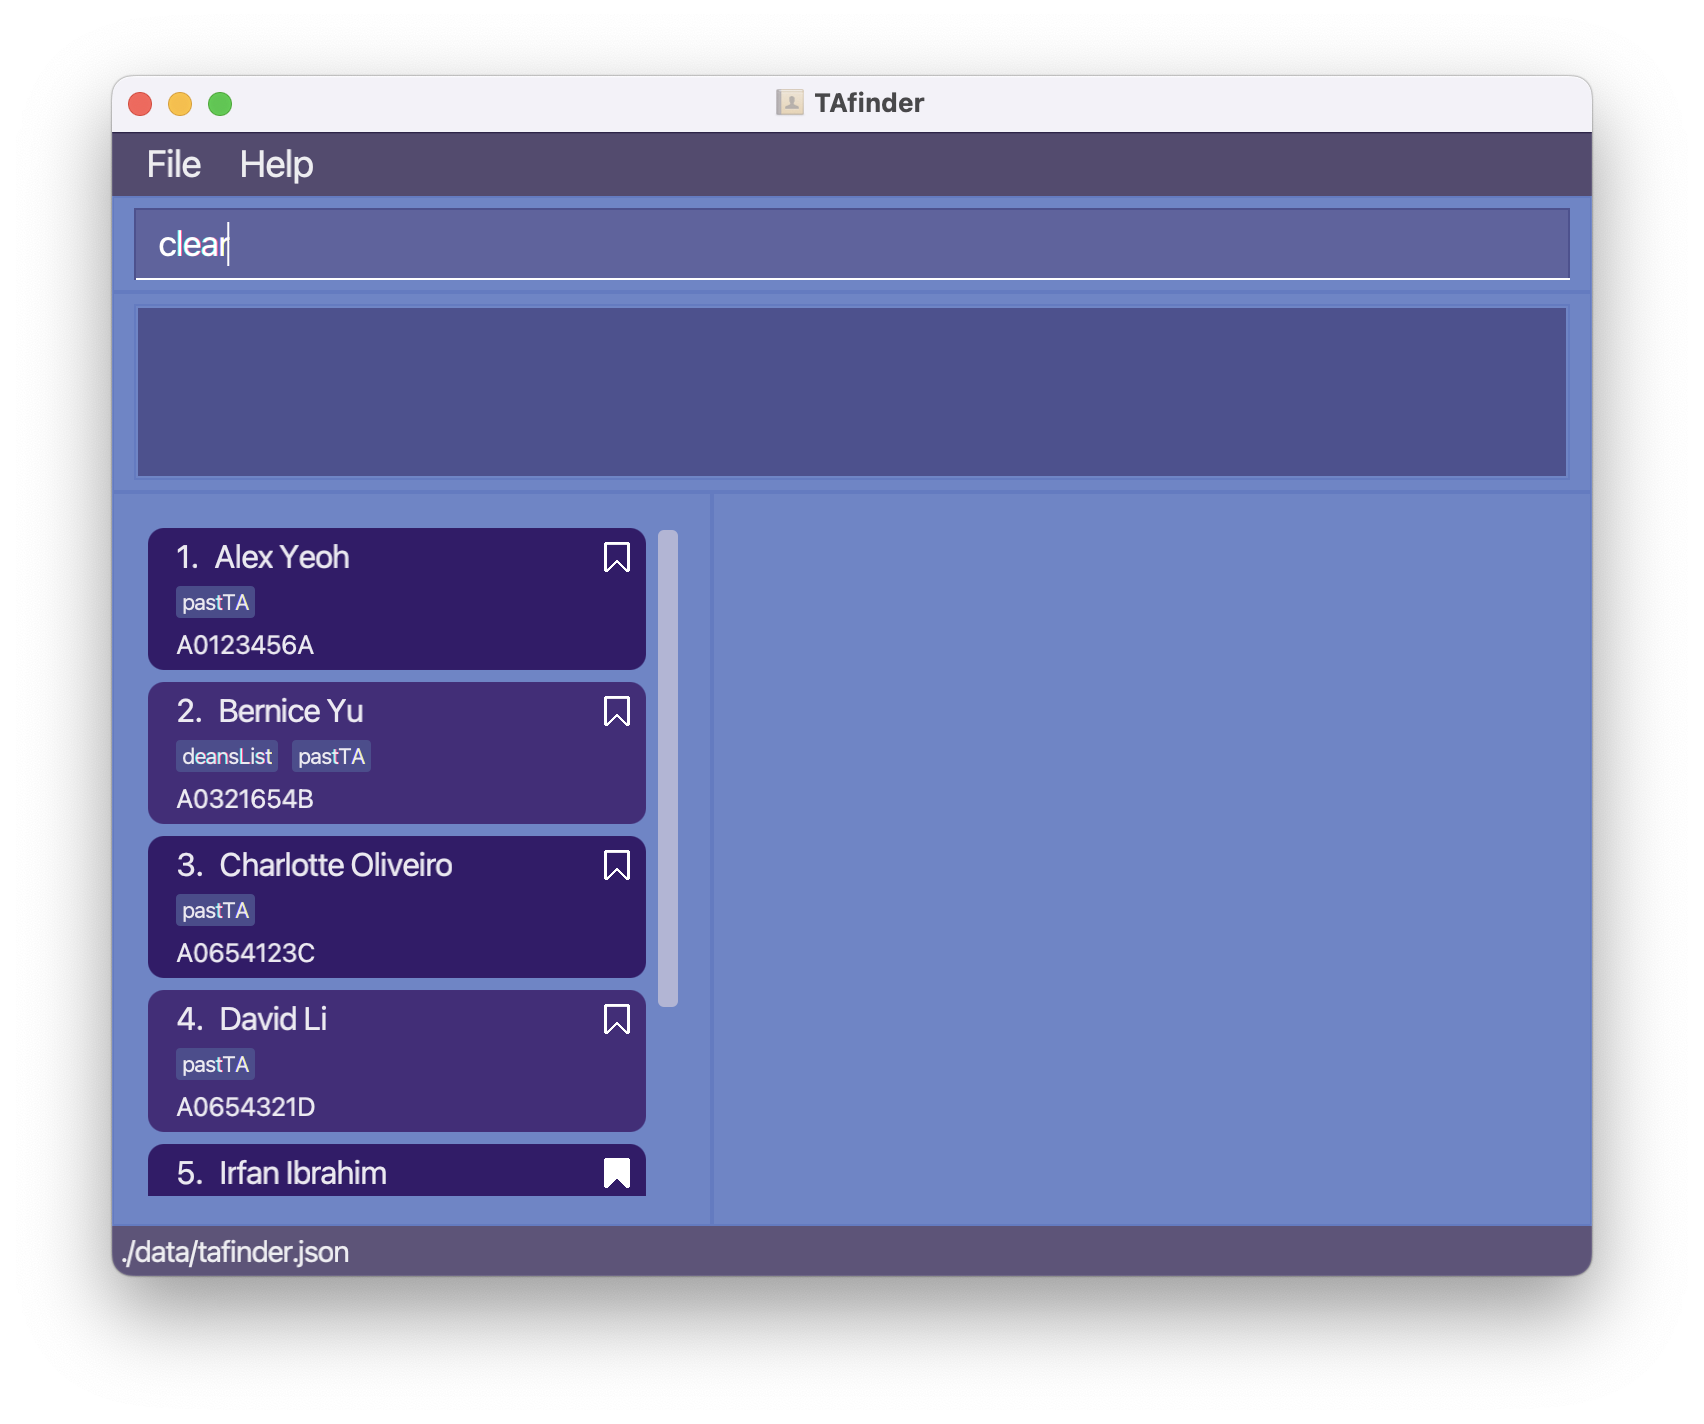 TAfinder
File Help
clear
1. Alex Yeoh
pastTA
A0123456A
2. Bernice Yu
deansList pastTA
A0321654B
3. Charlotte Oliveiro
pastTA
A0654123C
4. David Li
pastTA
A0654321D
5. Irfan Ibrahim
./data/tafinder.json